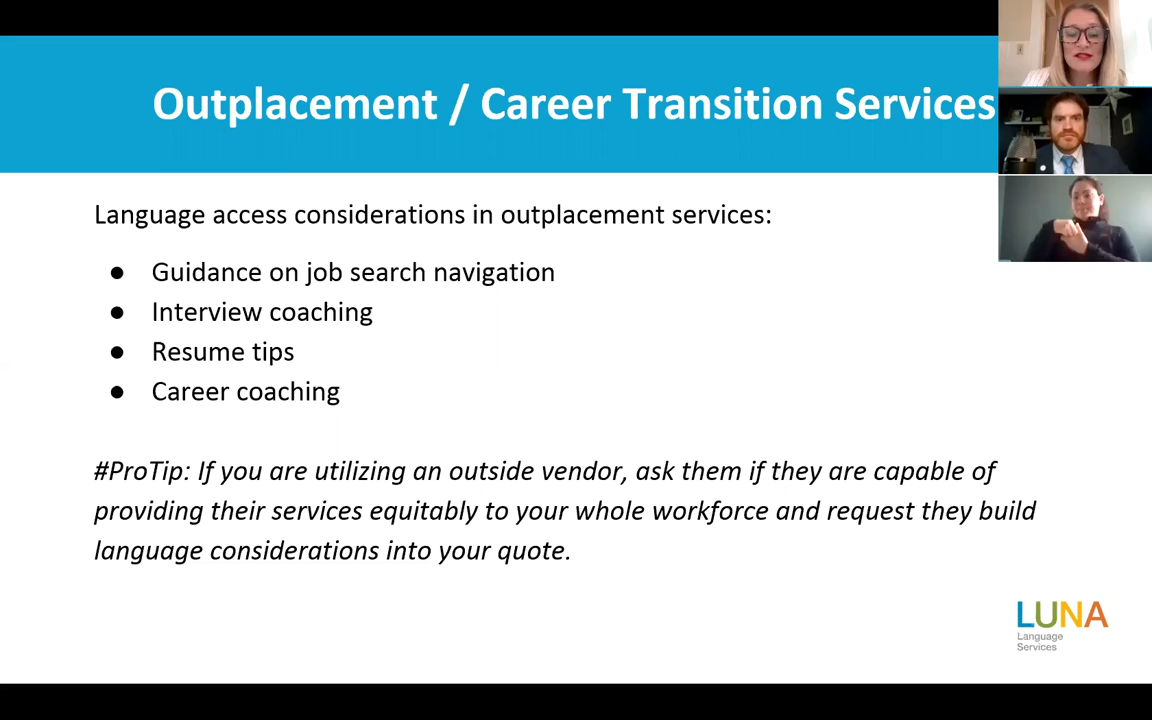 Outplacement / Career Transition Services
Language access considerations in outplacement services:
● Guidance on job search navigation
● Interview coaching
● Resume tips
● Career coaching
#ProTip: If you are utilizing an outside vendor, ask them if they are capable of
providing their services equitably to your whole workforce and request they build
language considerations into your quote.
LUNA
Language
Services